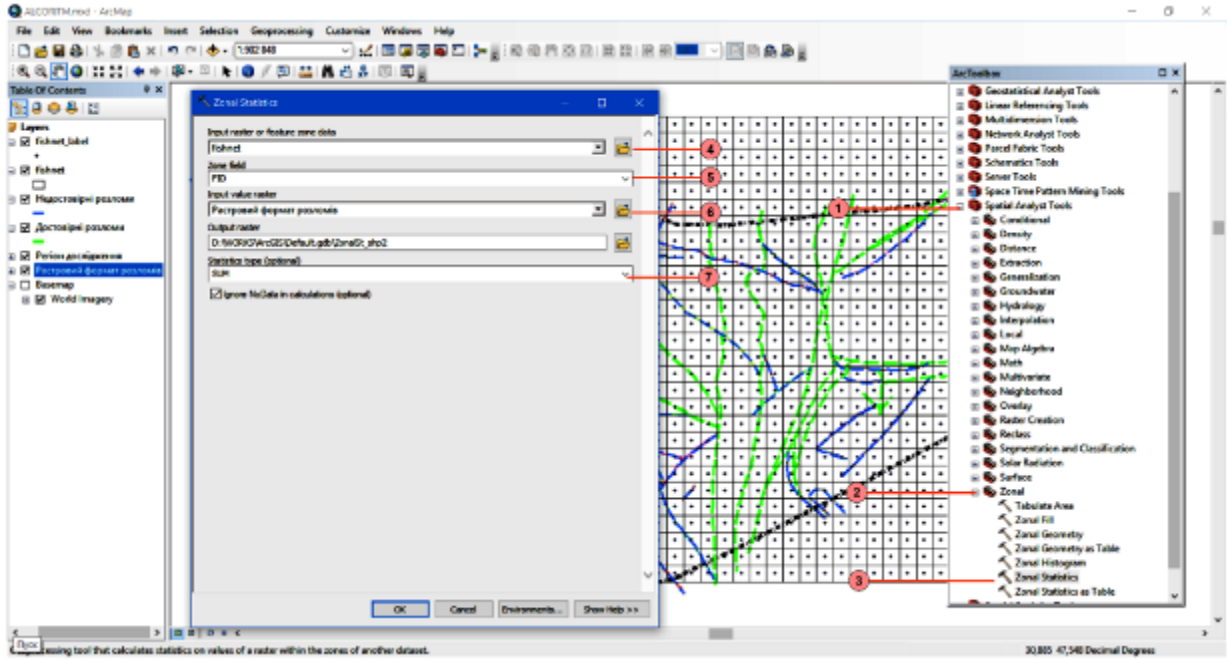 ALGORITM.mxd - ArcMap
File Edit View Bookmarks Insert Selection Geoprocessing Customize Windows Help
1:982 848
Table Of Contents
Layers
fishnet_label
fishnet
Недостовірні розломи
Достовірні розломи
Регіон дослідження
Растровий формат розломів
Basemap
World Imagery
Zonal Statistics
Input raster or feature zone data
fishnet
Zone field
FID
Input value raster
Растровий формат розломів
Output raster
D:\WORK\ArcGIS\Default.gdb\ZonalSt_shp2
Statistics type (optional)
SUM
Ignore NoData in calculations (optional)
OK Cancel Environments... Show Help >>
4
5
6
7
1
2
3
ArcToolbox
Geostatistical Analyst Tools
Linear Referencing Tools
Multidimension Tools
Network Analyst Tools
Parcel Fabric Tools
Schematics Tools
Server Tools
Space Time Pattern Mining Tools
Spatial Analyst Tools
Conditional
Density
Distance
Extraction
Generalization
Groundwater
Hydrology
Interpolation
Local
Map Algebra
Math
Multivariate
Neighborhood
Overlay
Raster Creation
Reclass
Segmentation and Classification
Solar Radiation
Surface
Zonal
Tabulate Area
Zonal Fill
Zonal Geometry
Zonal Geometry as Table
Zonal Histogram
Zonal Statistics
Zonal Statistics as Table
Пуск
essing tool that calculates statistics on values of a raster within the zones of another dataset.
30,885 47,548 Decimal Degrees